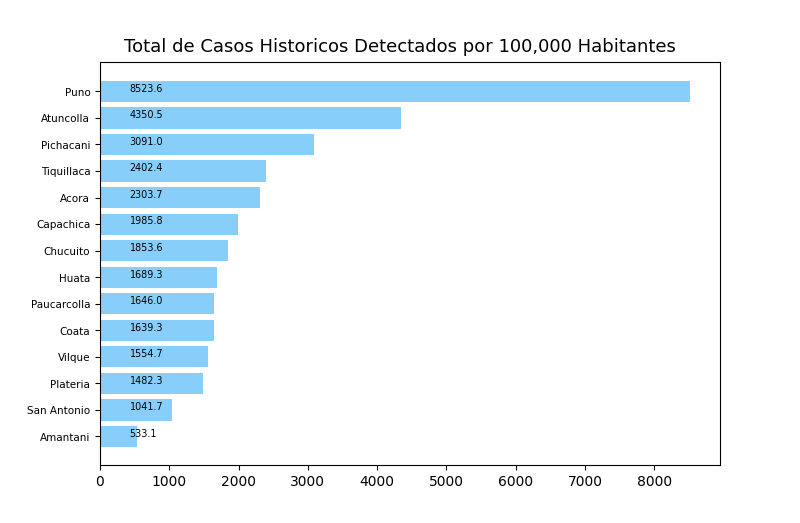 Total de Casos Historicos Detectados por 100,000 Habitantes
Puno 8523.6
Atuncolla 4350.5
Pichacani 3091.0
Tiquillaca 2402.4
Acora 2303.7
Capachica 1985.8
Chucuito 1853.6
Huata 1689.3
Paucarcolla 1646.0
Coata 1639.3
Vilque 1554.7
Plateria 1482.3
San Antonio 1041.7
Amantani 533.1
0 1000 2000 3000 4000 5000 6000 7000 8000